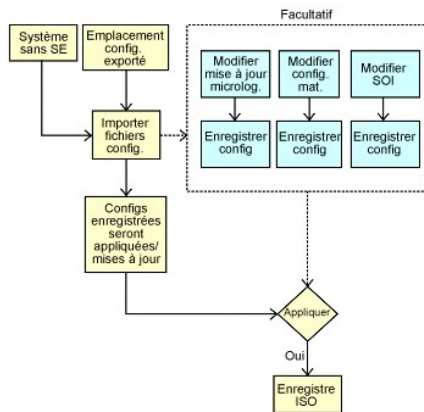 Facultatif
Système
sans SE
Emplacement
config.
exporté
Modifier
mise à jour
microlog.
Modifier
config.
mat.
Modifier
SOI
Importer
fichiers
config.
Enregistrer
config
Enregistrer
config
Enregistrer
config
Configs
enregistrées
seront
appliquées/
mises à jour
Appliquer
Oui
Enregistre
ISO